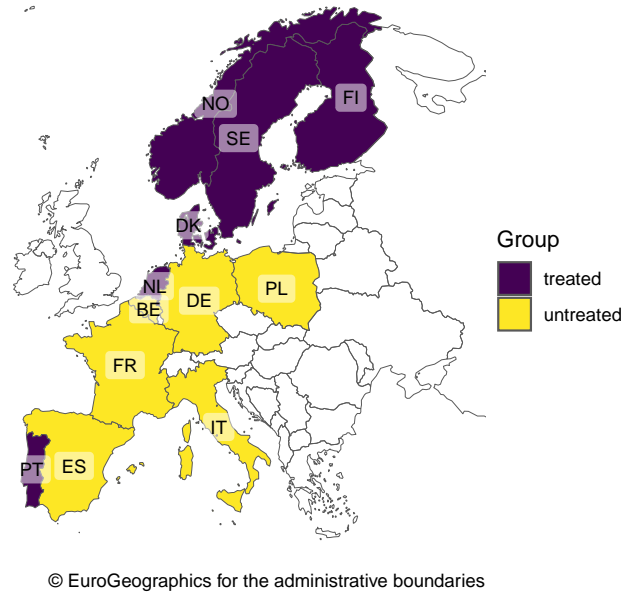 NO
FI
SE
DK
Group
treated
untreated
NL
DE
PL
BE
FR
IT
PT
ES
© EuroGeographics for the administrative boundaries